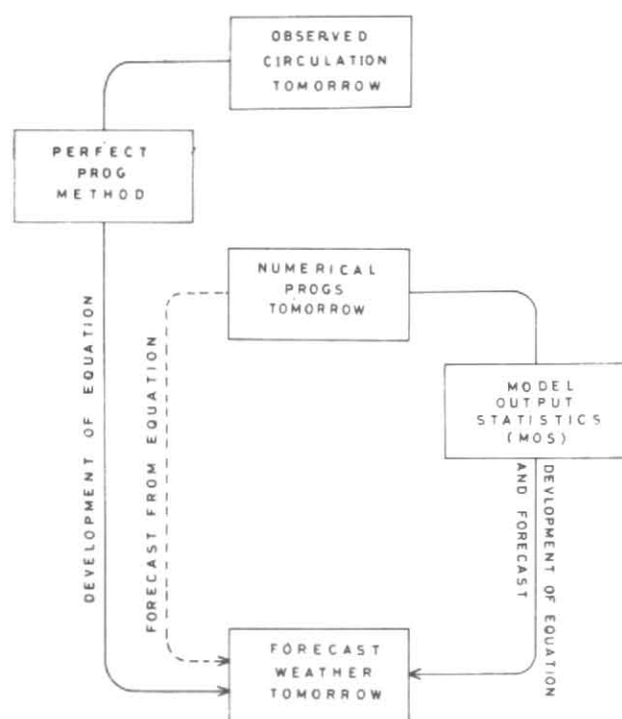 OBSERVED
CIRCULATION
TOMORROW
PERFECT
PROG
METHOD
NUMERICAL
PROGS
TOMORROW
MODEL
OUTPUT
STATISTICS
(MOS)
DEVELOPMENT OF EQUATION
FORECAST FROM EQUATION
DEVLOPMENT OF EQUATION
AND FORECAST
FORECAST
WEATHER
TOMORROW